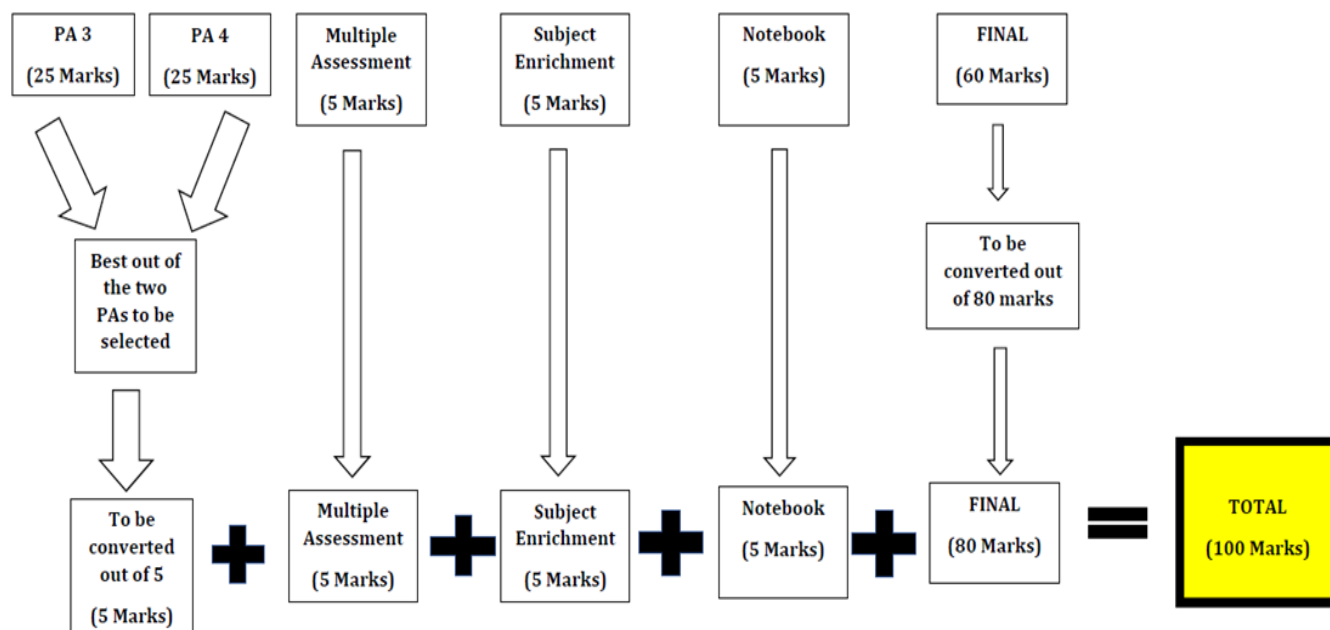 PA 3
(25 Marks)
PA 4
(25 Marks)
Multiple
Assessment
(5 Marks)
Subject
Enrichment
(5 Marks)
Notebook
(5 Marks)
FINAL
(60 Marks)
Best out of
the two
PAs to be
selected
To be
converted out
of 80 marks
To be
converted
out of 5
(5 Marks)
Multiple
Assessment
(5 Marks)
Subject
Enrichment
(5 Marks)
Notebook
(5 Marks)
FINAL
(80 Marks)
TOTAL
(100 Marks)